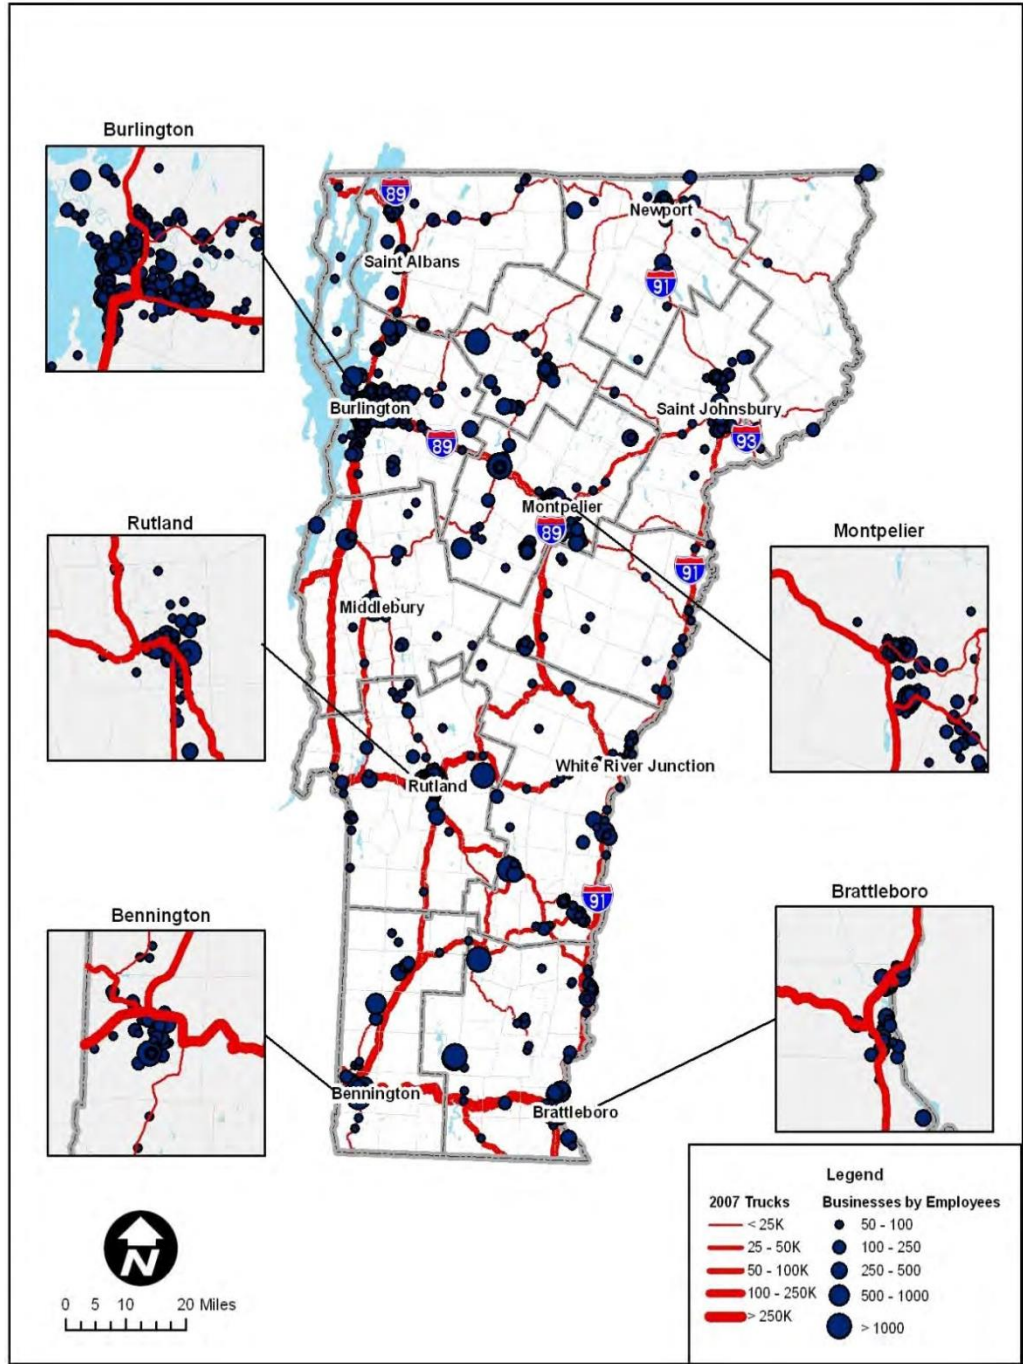 Burlington
89
Newport
Saint Albans
91
Burlington
Saint Johnsbury
89
93
Rutland
Montpelier
Montpelier
89
91
Middlebury
White River Junction
Rutland
Bennington
91
Brattleboro
Bennington
Brattleboro
Legend
2007 Trucks Businesses by Employees
< 25K 50 - 100
25 - 50K 100 - 250
50 - 100K 250 - 500
100 - 250K 500 - 1000
> 250K > 1000
N
0 5 10 20 Miles